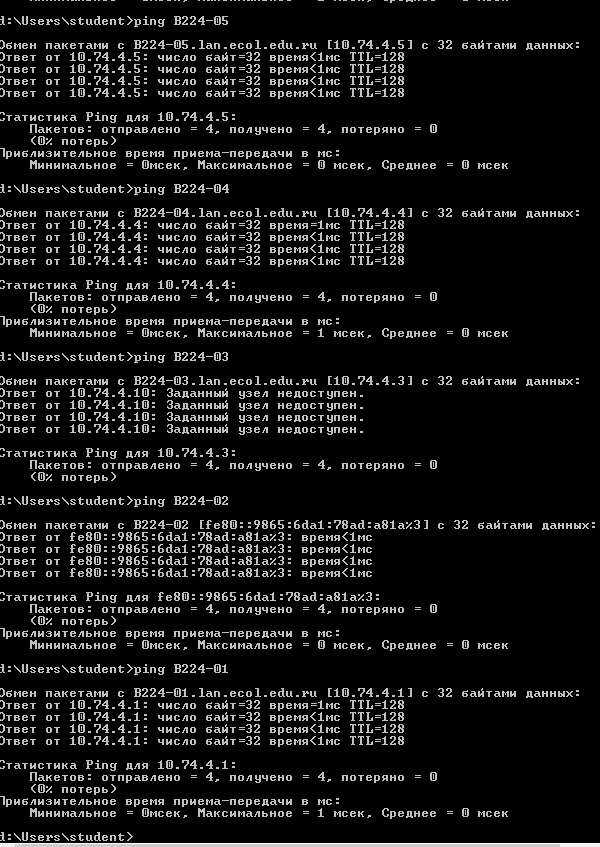 d:\Users\student>ping B224-05
Обмен пакетами с B224-05.lan.ecol.edu.ru [10.74.4.5] с 32 байтами данных:
Ответ от 10.74.4.5: число байт=32 время<1мс TTL=128
Ответ от 10.74.4.5: число байт=32 время<1мс TTL=128
Ответ от 10.74.4.5: число байт=32 время<1мс TTL=128
Ответ от 10.74.4.5: число байт=32 время<1мс TTL=128
Статистика Ping для 10.74.4.5:
Пакетов: отправлено = 4, получено = 4, потеряно = 0
(0% потерь)
Приблизительное время приема-передачи в мс:
Минимальное = 0мсек, Максимальное = 0 мсек, Среднее = 0 мсек
d:\Users\student>ping B224-04
Обмен пакетами с B224-04.lan.ecol.edu.ru [10.74.4.4] с 32 байтами данных:
Ответ от 10.74.4.4: число байт=32 время=1мс TTL=128
Ответ от 10.74.4.4: число байт=32 время<1мс TTL=128
Ответ от 10.74.4.4: число байт=32 время<1мс TTL=128
Ответ от 10.74.4.4: число байт=32 время<1мс TTL=128
Статистика Ping для 10.74.4.4:
Пакетов: отправлено = 4, получено = 4, потеряно = 0
(0% потерь)
Приблизительное время приема-передачи в мс:
Минимальное = 0мсек, Максимальное = 1 мсек, Среднее = 0 мсек
d:\Users\student>ping B224-03
Обмен пакетами с B224-03.lan.ecol.edu.ru [10.74.4.3] с 32 байтами данных:
Ответ от 10.74.4.10: Заданный узел недоступен.
Ответ от 10.74.4.10: Заданный узел недоступен.
Ответ от 10.74.4.10: Заданный узел недоступен.
Ответ от 10.74.4.10: Заданный узел недоступен.
Статистика Ping для 10.74.4.3:
Пакетов: отправлено = 4, получено = 4, потеряно = 0
(0% потерь)
d:\Users\student>ping B224-02
Обмен пакетами с B224-02 [fe80::9865:6da1:78ad:a81a%3] с 32 байтами данных:
Ответ от fe80::9865:6da1:78ad:a81a%3: время<1мс
Ответ от fe80::9865:6da1:78ad:a81a%3: время<1мс
Ответ от fe80::9865:6da1:78ad:a81a%3: время<1мс
Ответ от fe80::9865:6da1:78ad:a81a%3: время<1мс
Статистика Ping для fe80::9865:6da1:78ad:a81a%3:
Пакетов: отправлено = 4, получено = 4, потеряно = 0
(0% потерь)
Приблизительное время приема-передачи в мс:
Минимальное = 0мсек, Максимальное = 0 мсек, Среднее = 0 мсек
d:\Users\student>ping B224-01
Обмен пакетами с B224-01.lan.ecol.edu.ru [10.74.4.1] с 32 байтами данных:
Ответ от 10.74.4.1: число байт=32 время=1мс TTL=128
Ответ от 10.74.4.1: число байт=32 время<1мс TTL=128
Ответ от 10.74.4.1: число байт=32 время<1мс TTL=128
Ответ от 10.74.4.1: число байт=32 время<1мс TTL=128
Статистика Ping для 10.74.4.1:
Пакетов: отправлено = 4, получено = 4, потеряно = 0
(0% потерь)
Приблизительное время приема-передачи в мс:
Минимальное = 0мсек, Максимальное = 1 мсек, Среднее = 0 мсек
d:\Users\student>